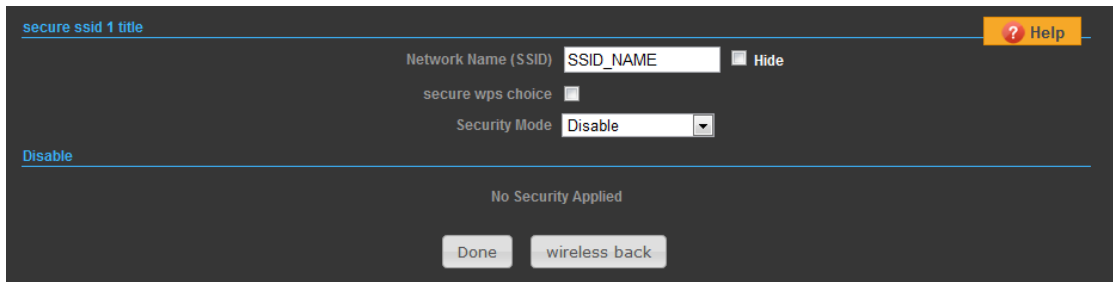 secure ssid 1 title
? Help
Network Name (SSID) SSID_NAME Hide
secure wps choice
Security Mode Disable
Disable
No Security Applied
Done wireless back